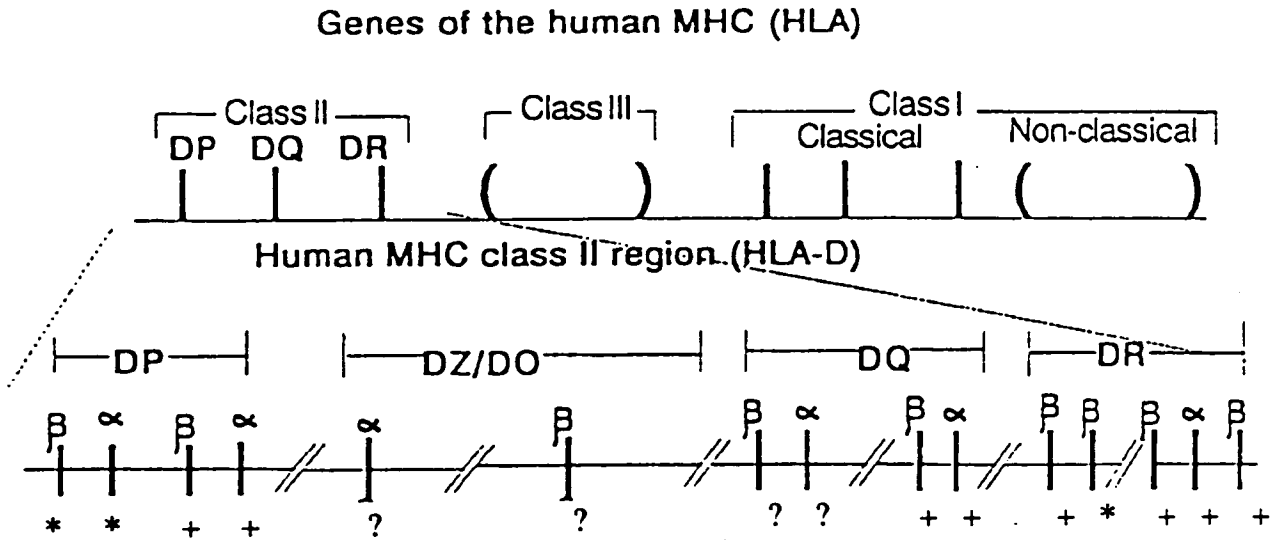 Genes of the human MHC (HLA)
Class II
Class III
Class I
DP DQ DR
Classical
Non-classical
Human MHC class II region (HLA-D)
DP
DZ/DO
DQ
DR
β α β α α β β α β α β β β α β
* * + + ? ? ? ? + + + * + + +